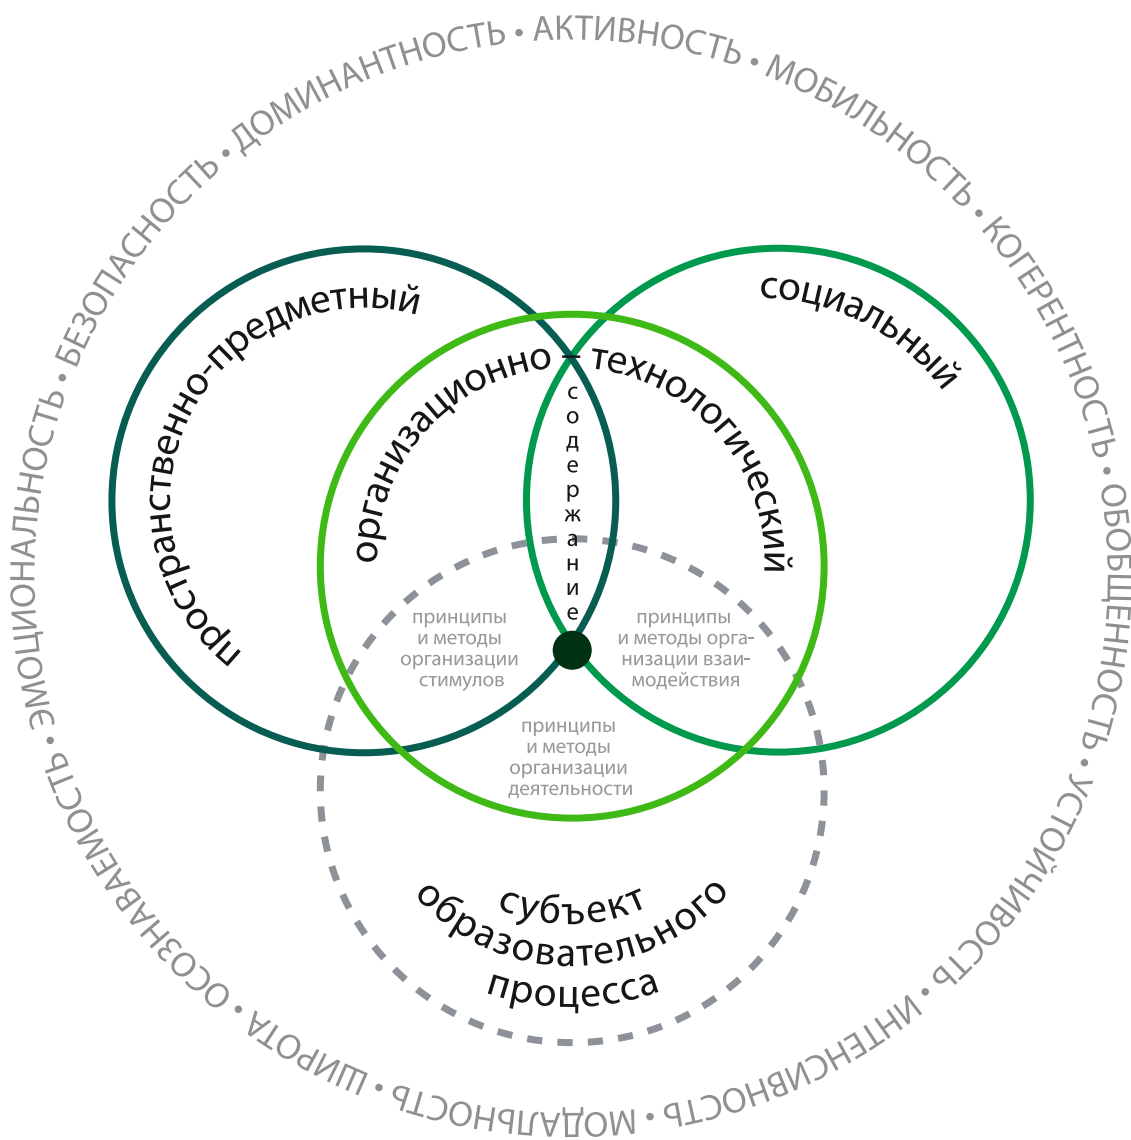 АКТИВНОСТЬ • МОБИЛЬНОСТЬ • КОГЕРЕНТНОСТЬ • ОБОБЩЕННОСТЬ • УСТОЙЧИВОСТЬ • ИНТЕНСИВНОСТЬ • МОДАЛЬНОСТЬ • ШИРОТА • ОСОЗНАВАЕМОСТЬ • ЭМОЦИОНАЛЬНОСТЬ • БЕЗОПАСНОСТЬ • ДОМИНАНТНОСТЬ •
пространственно-предметный
социальный
организационно – технологический
содержание
принципы
и методы
организации
стимулов
принципы
и методы орга-
низации взаи-
модействия
принципы
и методы
организации
деятельности
субъект
образовательного
процесса